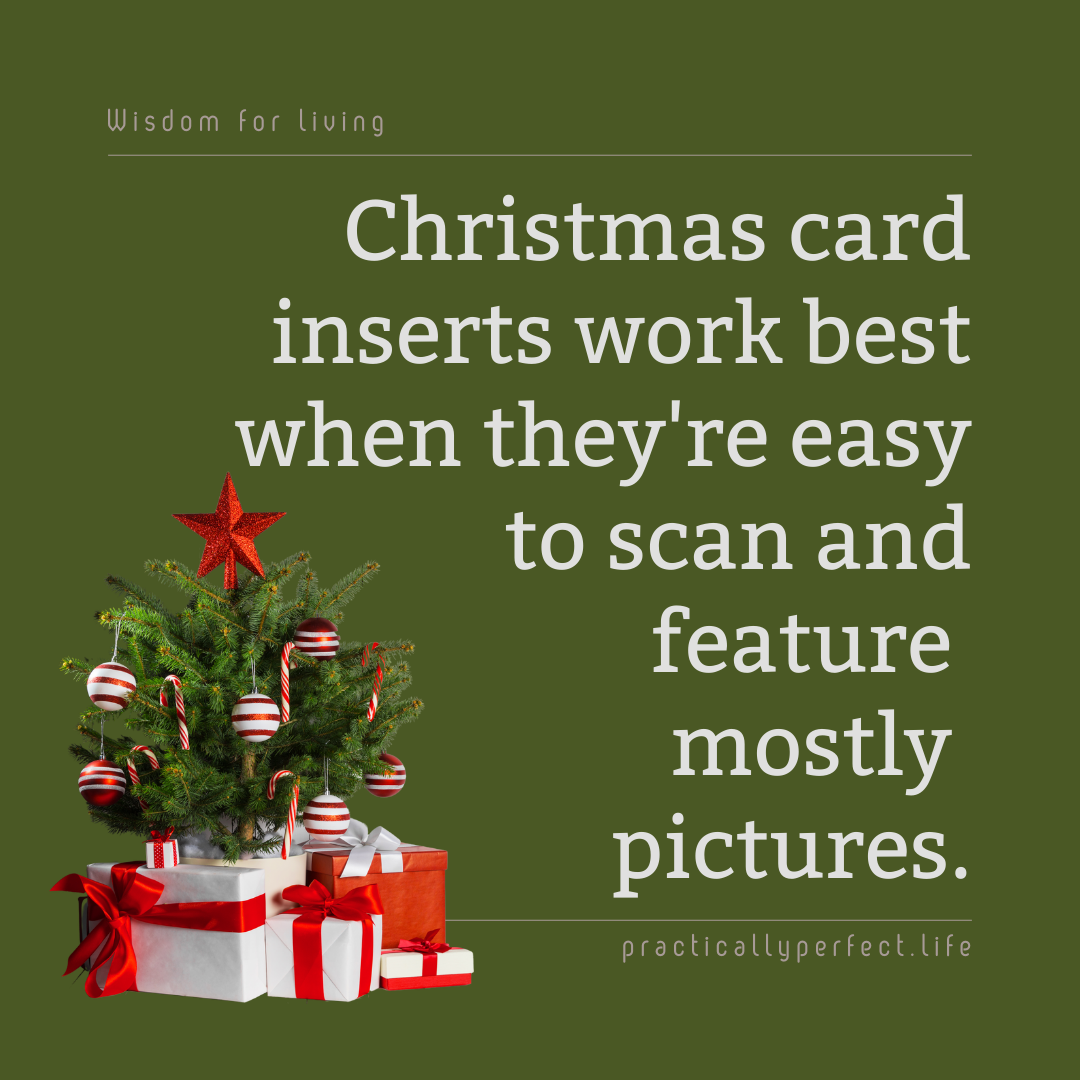 Wisdom for living
Christmas card
inserts work best
when they're easy
to scan and
feature
mostly
pictures.
practicallyperfect.life